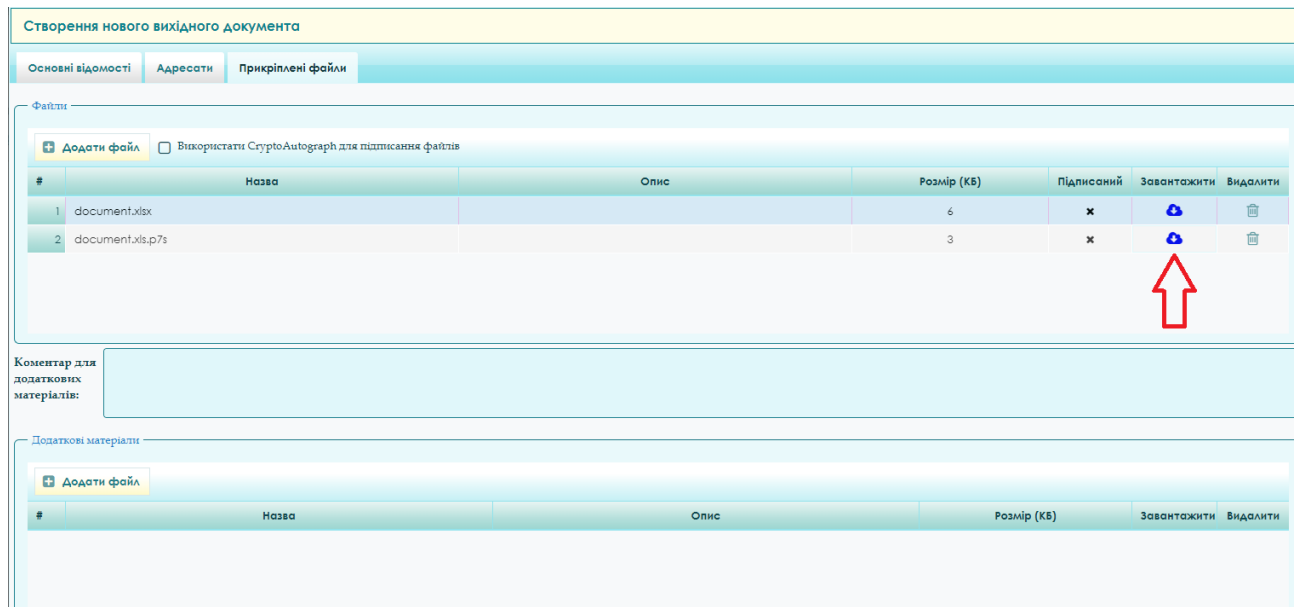 Створення нового вихідного документа
Основні відомості Адресати Прикріплені файли
Файли
Додати файл Використати CryptoAutograph для підписання файлів
# Назва Опис Розмір (КБ) Підписаний Завантажити Видалити
1 document.xlsx 6
2 document.xls.p7s 3
Коментар для
додаткових
матеріалів:
Додаткові матеріали
Додати файл
# Назва Опис Розмір (КБ) Завантажити Видалити